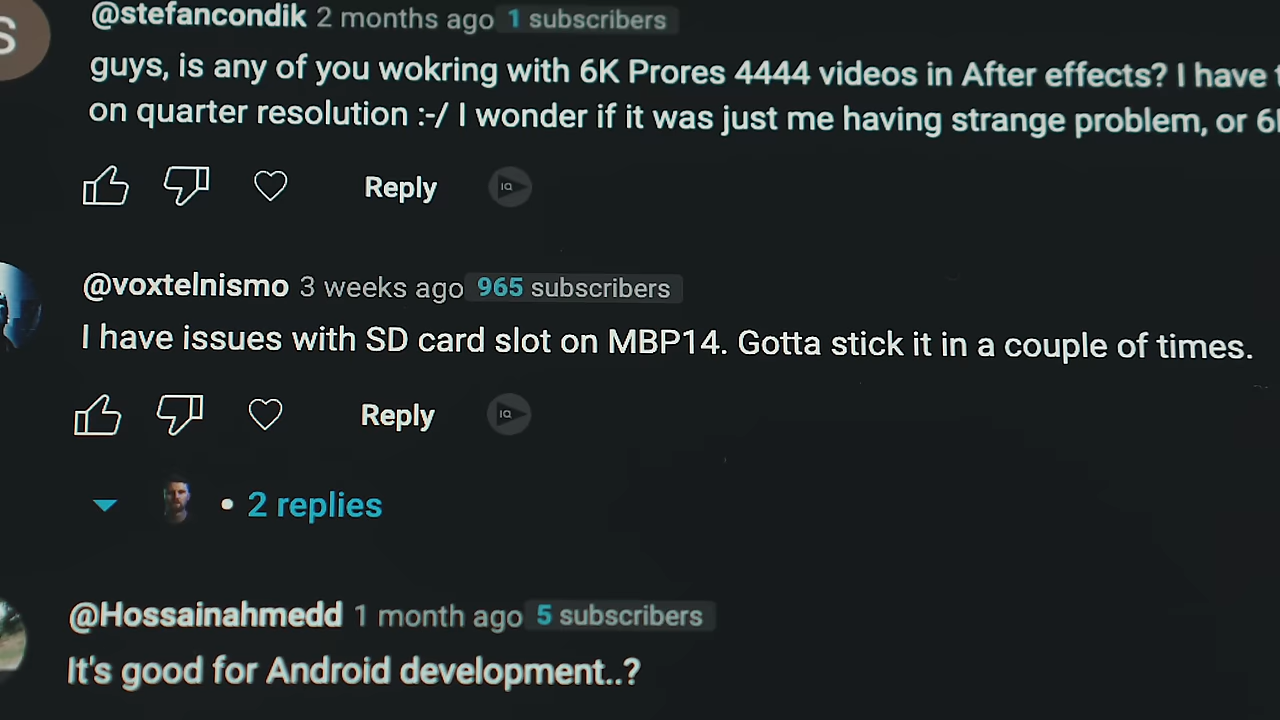 S
@stefancondik 2 months ago 1 subscribers
guys, is any of you wokring with 6K Prores 4444 videos in After effects? I have
on quarter resolution :-/ I wonder if it was just me having strange problem, or
Reply IQ
@voxtelnismo 3 weeks ago 965 subscribers
I have issues with SD card slot on MBP14. Gotta stick it in a couple of times.
Reply IQ
• 2 replies
@Hossainahmedd 1 month ago 5 subscribers
It's good for Android development..?